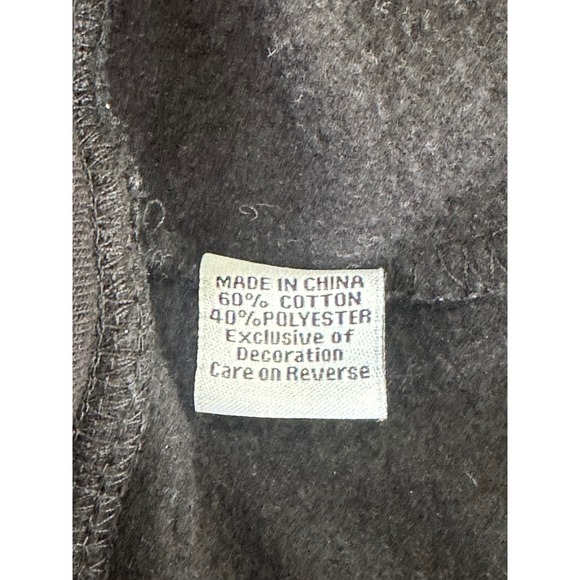 MADE IN CHINA
60% COTTON
40%POLYESTER
Exclusive of
Decoration
Care on Reverse